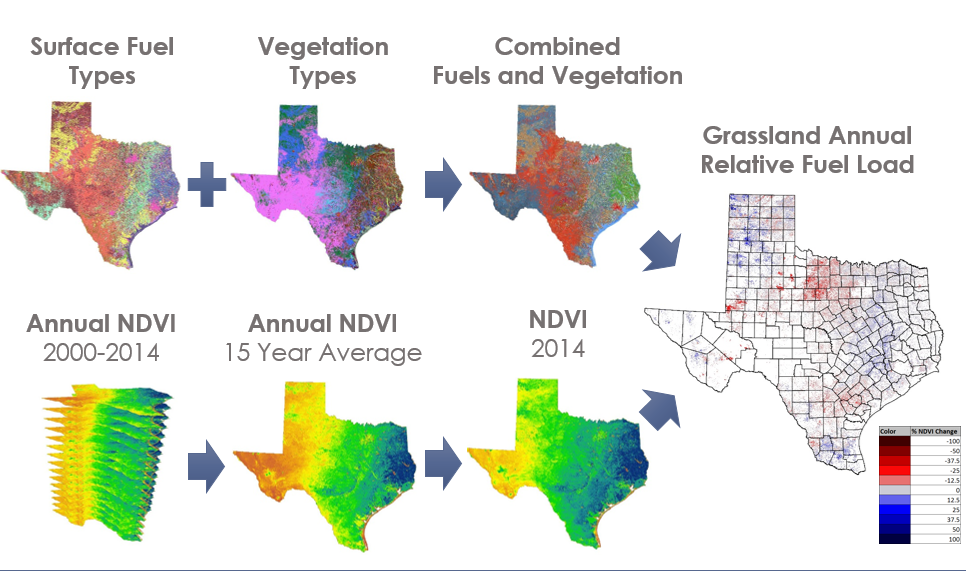 Surface Fuel
Types
Vegetation
Types
Combined
Fuels and Vegetation
Grassland Annual
Relative Fuel Load
Annual NDVI
2000-2014
Annual NDVI
15 Year Average
NDVI
2014
Color % NDVI Change
-100
-50
-37.5
-25
-12.5
0
12.5
25
37.5
50
100